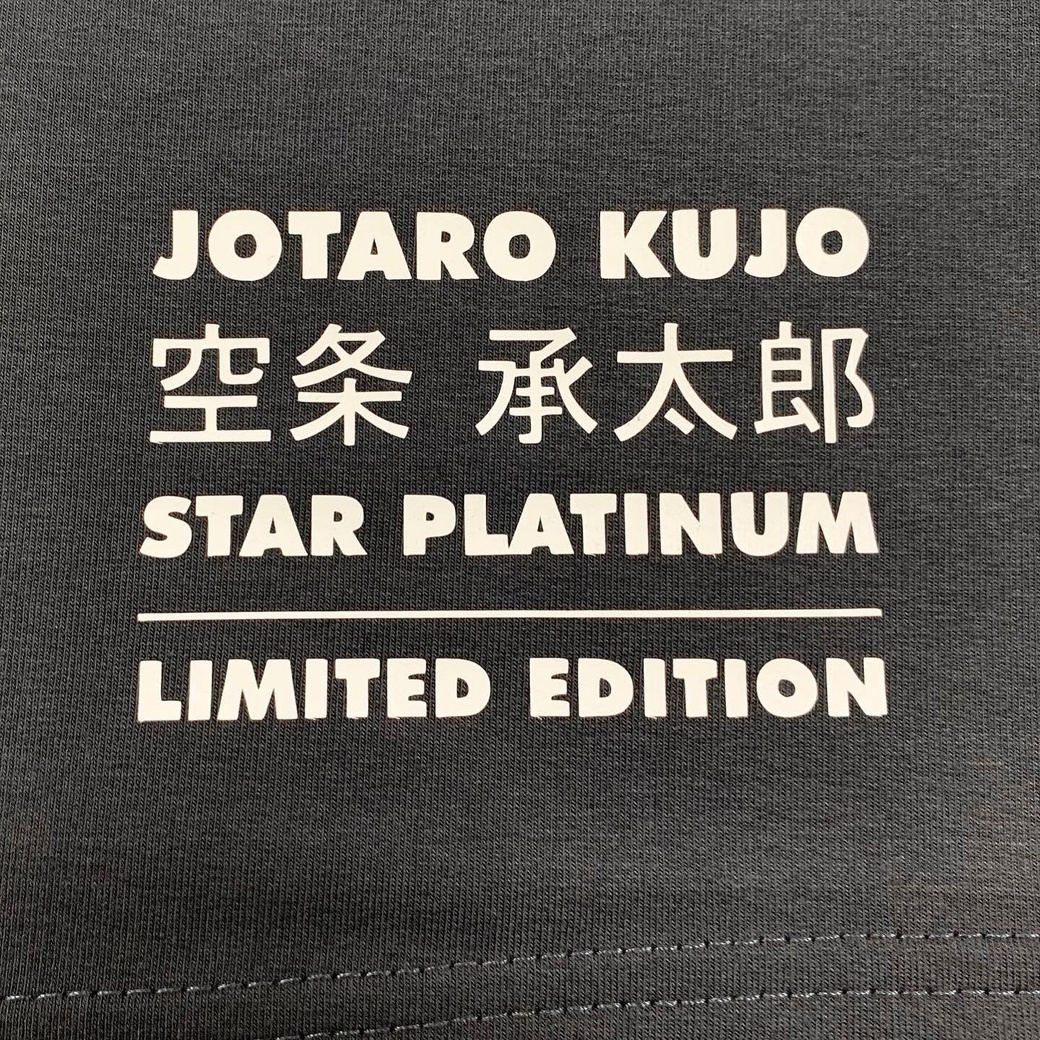 JOTARO KUJO
空条 承太郎
STAR PLATINUM
LIMITED EDITION